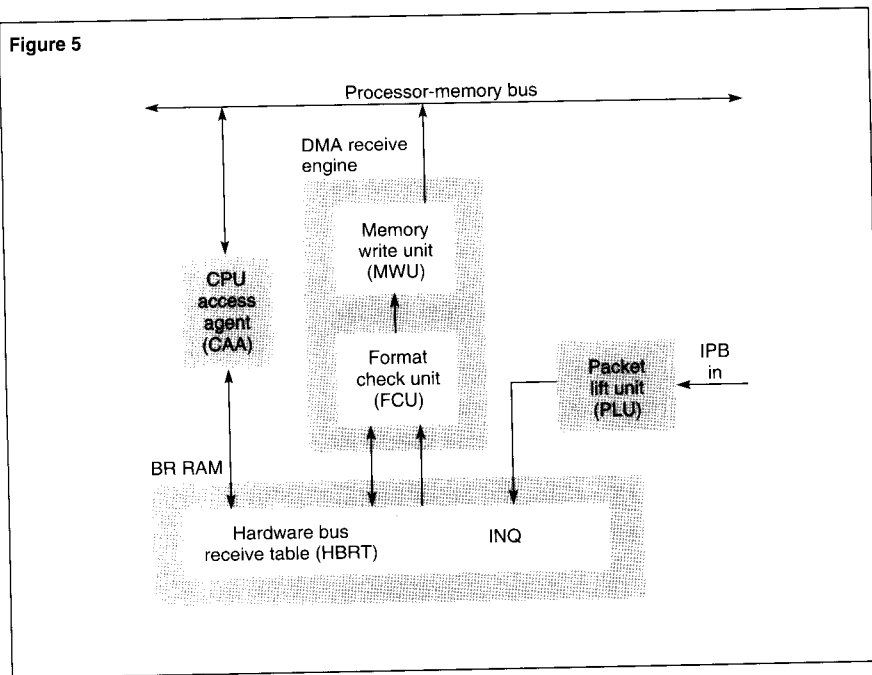 Figure 5
Processor-memory bus
DMA receive
engine
Memory
write unit
(MWU)
CPU
access
agent
(CAA)
Format
check unit
(FCU)
Packet
lift unit
(PLU)
IPB
in
BR RAM
Hardware bus
receive table (HBRT)
INQ